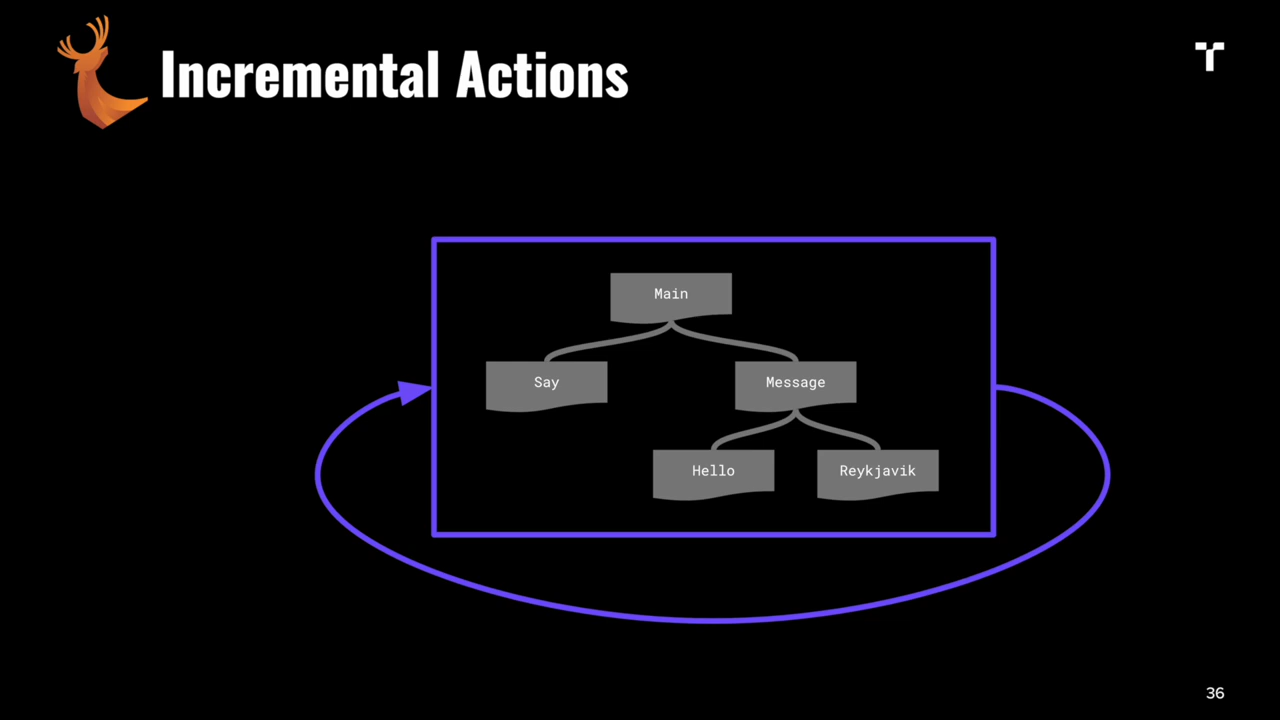 Incremental Actions
Main
Say
Message
Hello
Reykjavik
36